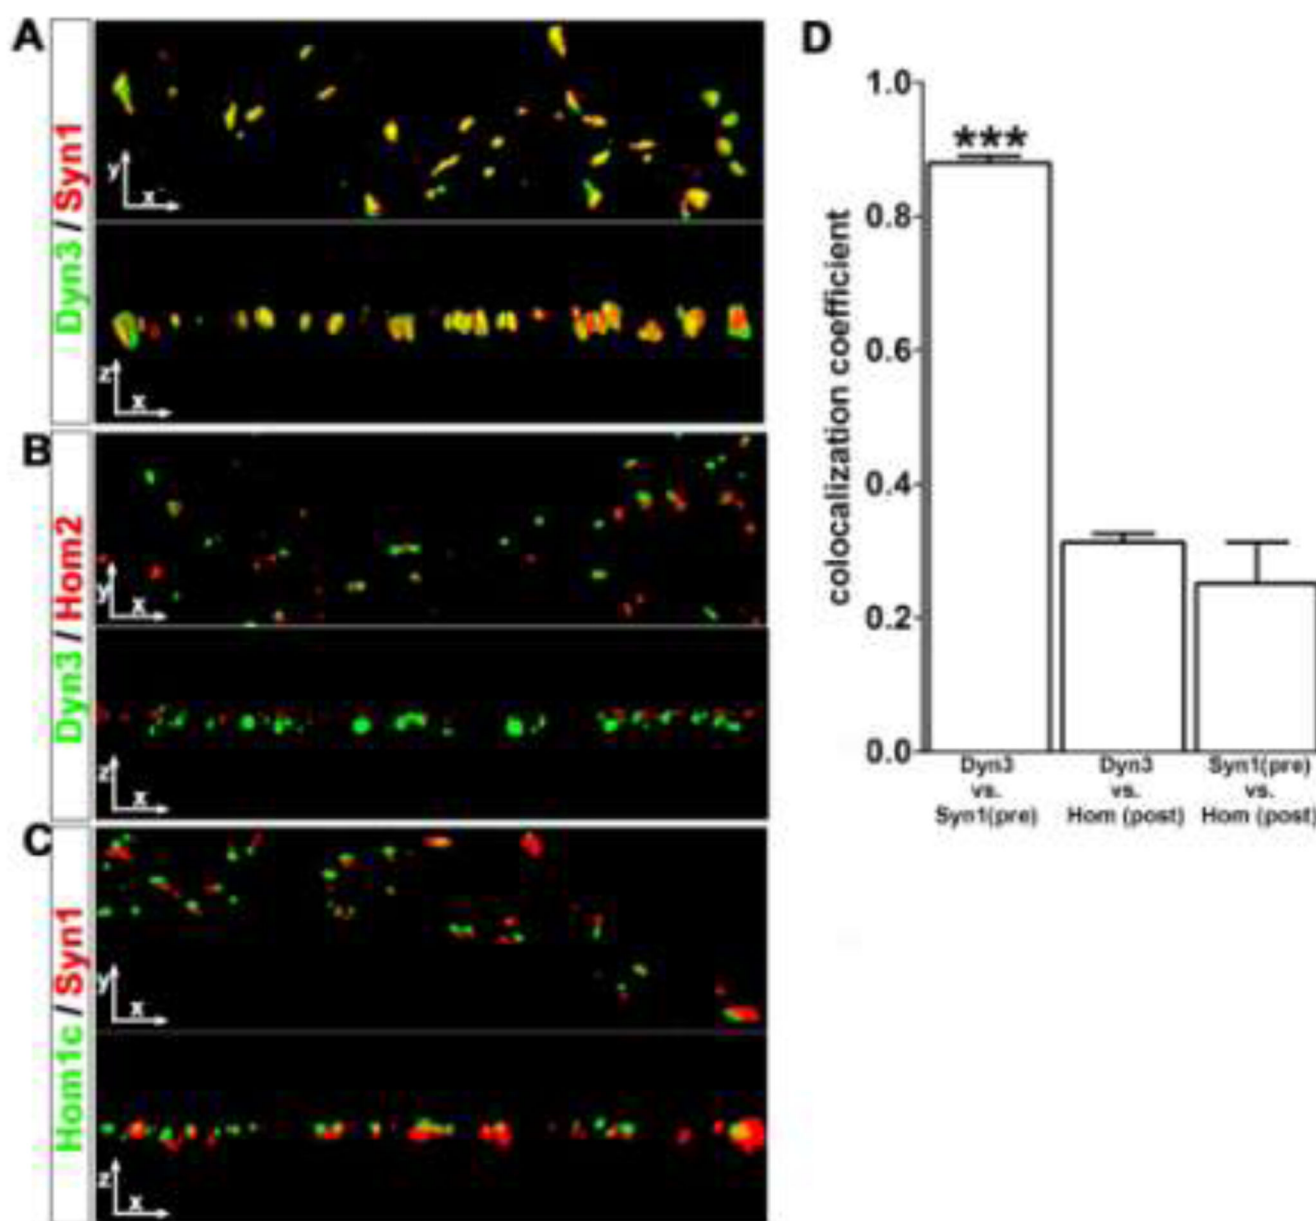 A
Dyn3 / Syn1
y
x
z
x
B
Dyn3 / Hom2
y
x
z
x
C
Hom1c / Syn1
y
x
z
x
D
colocalization coefficient
1.0
0.8
0.6
0.4
0.2
0.0
***
Dyn3
vs.
Syn1(pre)
Dyn3
vs.
Hom (post)
Syn1(pre)
vs.
Hom (post)